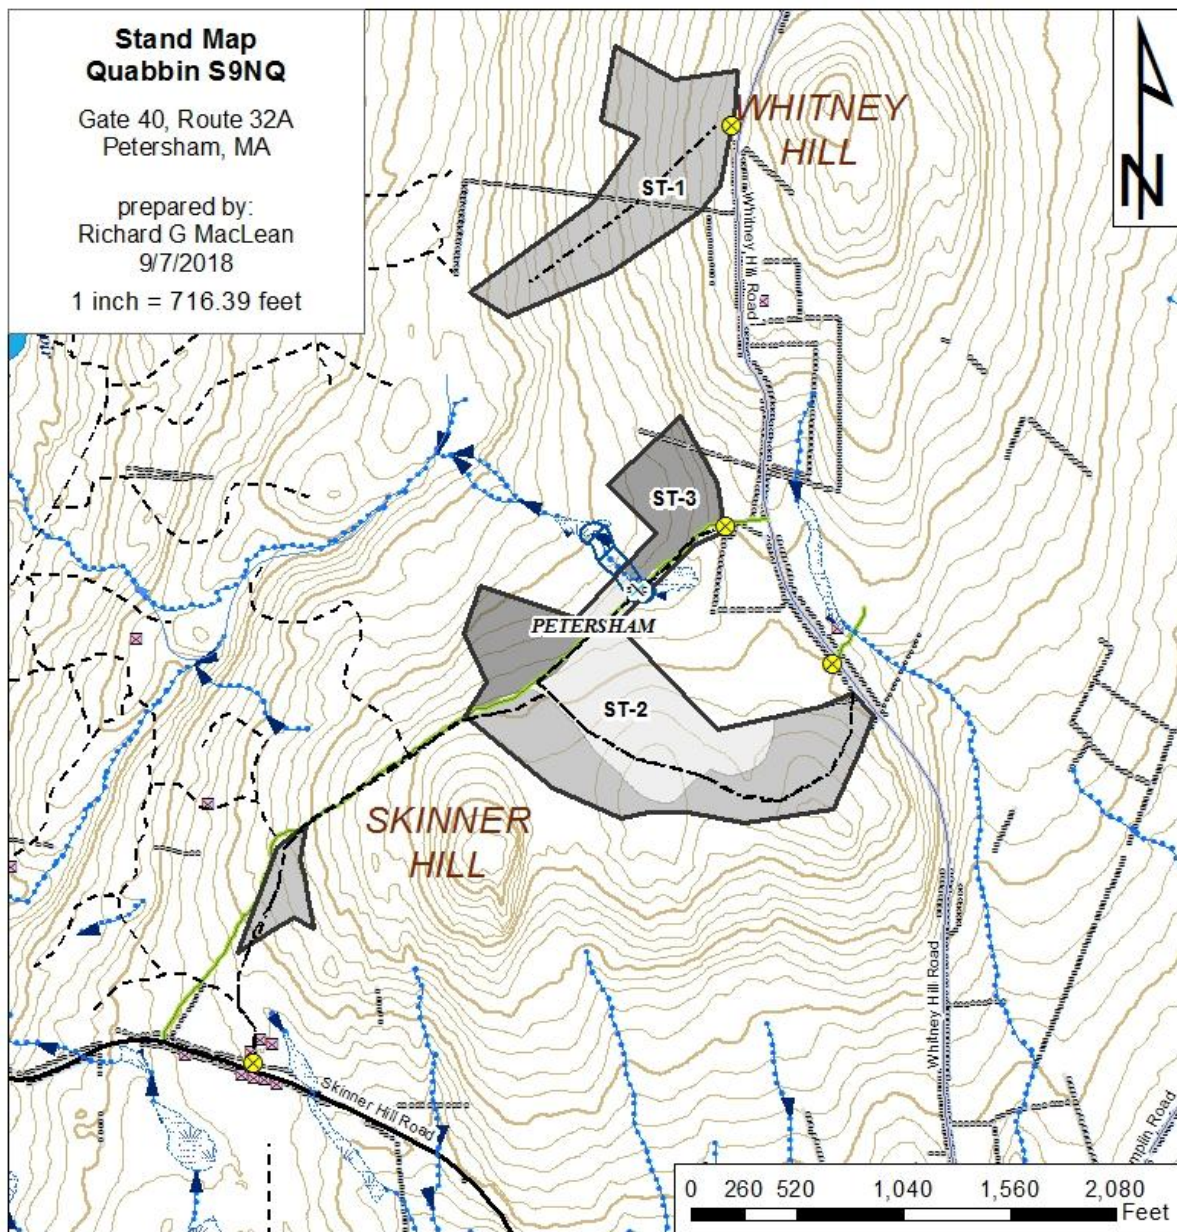 Stand Map
Quabbin S9NQ
Gate 40, Route 32A
Petersham, MA
prepared by:
Richard G MacLean
9/7/2018
1 inch = 716.39 feet
N
WHITNEY
HILL
ST-1
Whitney Hill Road
ST-3
PETERSHAM
ST-2
SKINNER
HILL
Whitney Hill Road
Skinner Hill Road
Road
0 260 520 1,040 1,560 2,080
Feet